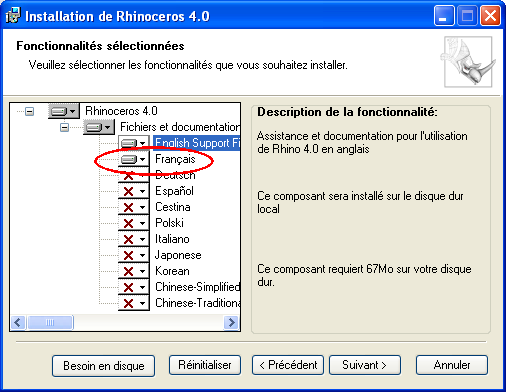 Installation de Rhinoceros 4.0
Fonctionnalités sélectionnées
Veuillez sélectionner les fonctionnalités que vous souhaitez installer.
Rhinoceros 4.0
Fichiers et documentation
English Support Fi
Français
Deutsch
Español
Cestina
Polski
Italiano
Japonese
Korean
Chinese-Simplified
Chinese-Traditiona
Description de la fonctionnalité:
Assistance et documentation pour l'utilisation
de Rhino 4.0 en anglais
Ce composant sera installé sur le disque dur
local
Ce composant requiert 67Mo sur votre disque
dur.
Besoin en disque
Réinitialiser
< Précédent
Suivant >
Annuler